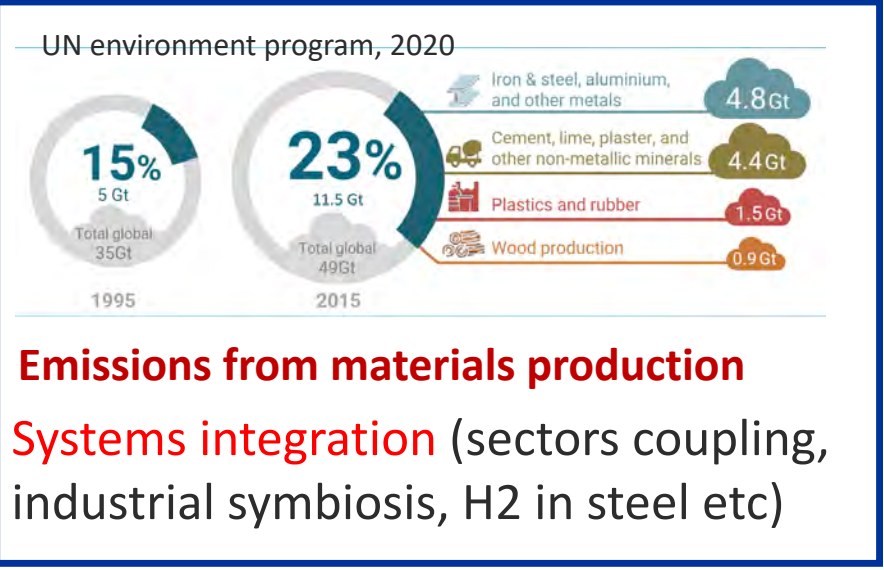 UN environment program, 2020
15%
5 Gt
Total global
35Gt
1995
23%
11.5 Gt
Total global
49Gt
2015
Iron & steel, aluminium,
and other metals
4.8Gt
Cement, lime, plaster, and
other non-metallic minerals
4.4Gt
Plastics and rubber
1.5Gt
Wood production
0.9Gt
Emissions from materials production
Systems integration (sectors coupling,
industrial symbiosis, H2 in steel etc)